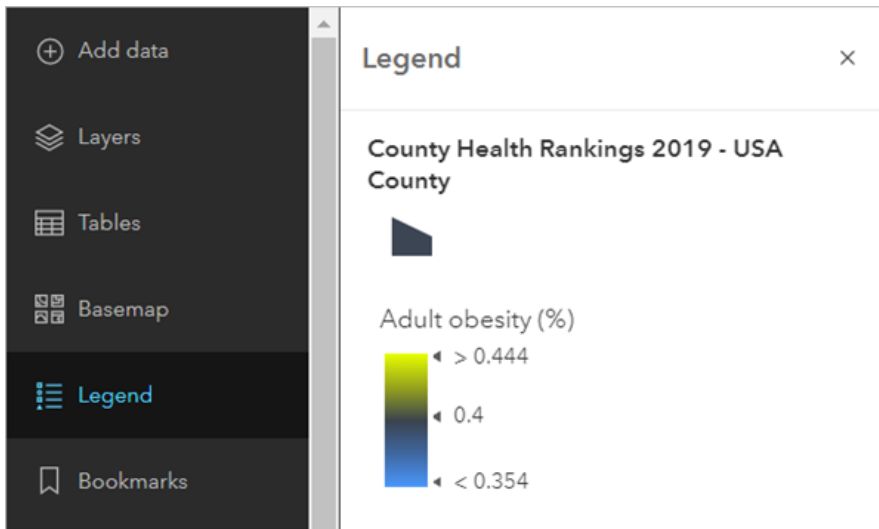 Add data
Layers
Tables
Basemap
Legend
Bookmarks
Legend
County Health Rankings 2019 - USA
County
Adult obesity (%)
> 0.444
0.4
< 0.354